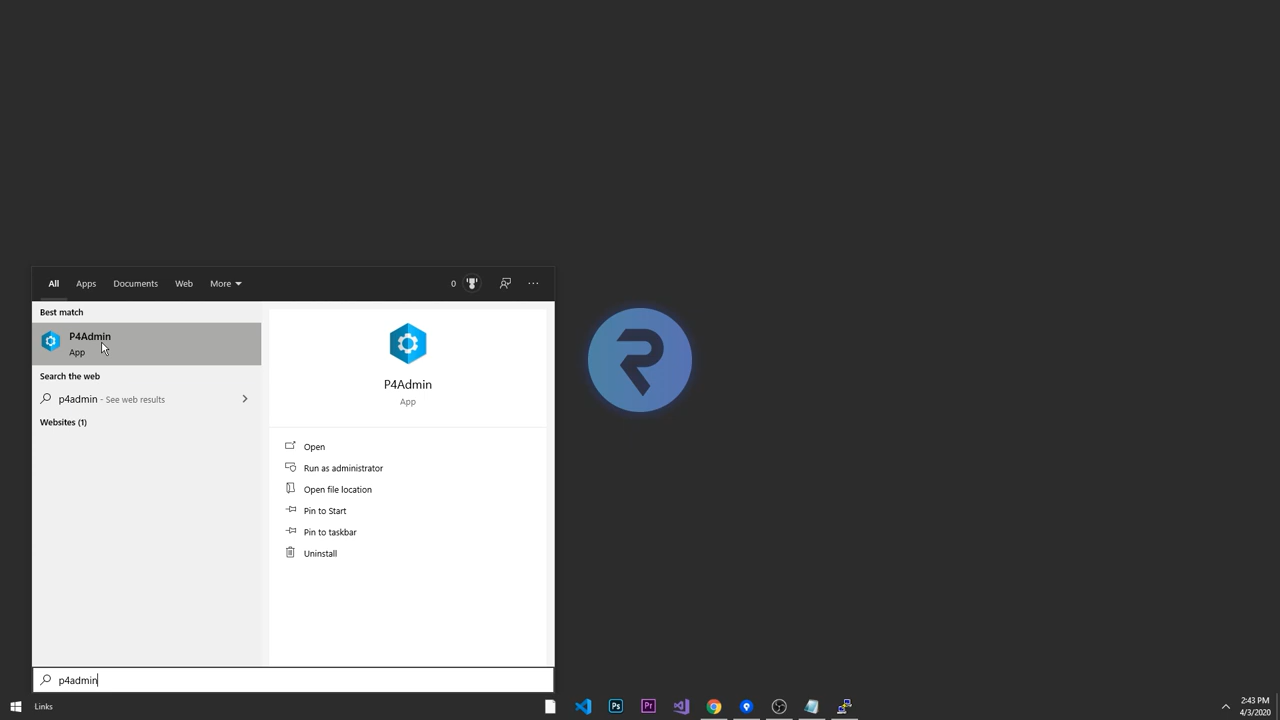 All Apps Documents Web More 0
Best match
P4Admin
App
Search the web
p4admin - See web results
Websites (1)
P4Admin
App
Open
Run as administrator
Open file location
Pin to Start
Pin to taskbar
Uninstall
p4admin
Links
Ps
Pr
2:43 PM
4/3/2020